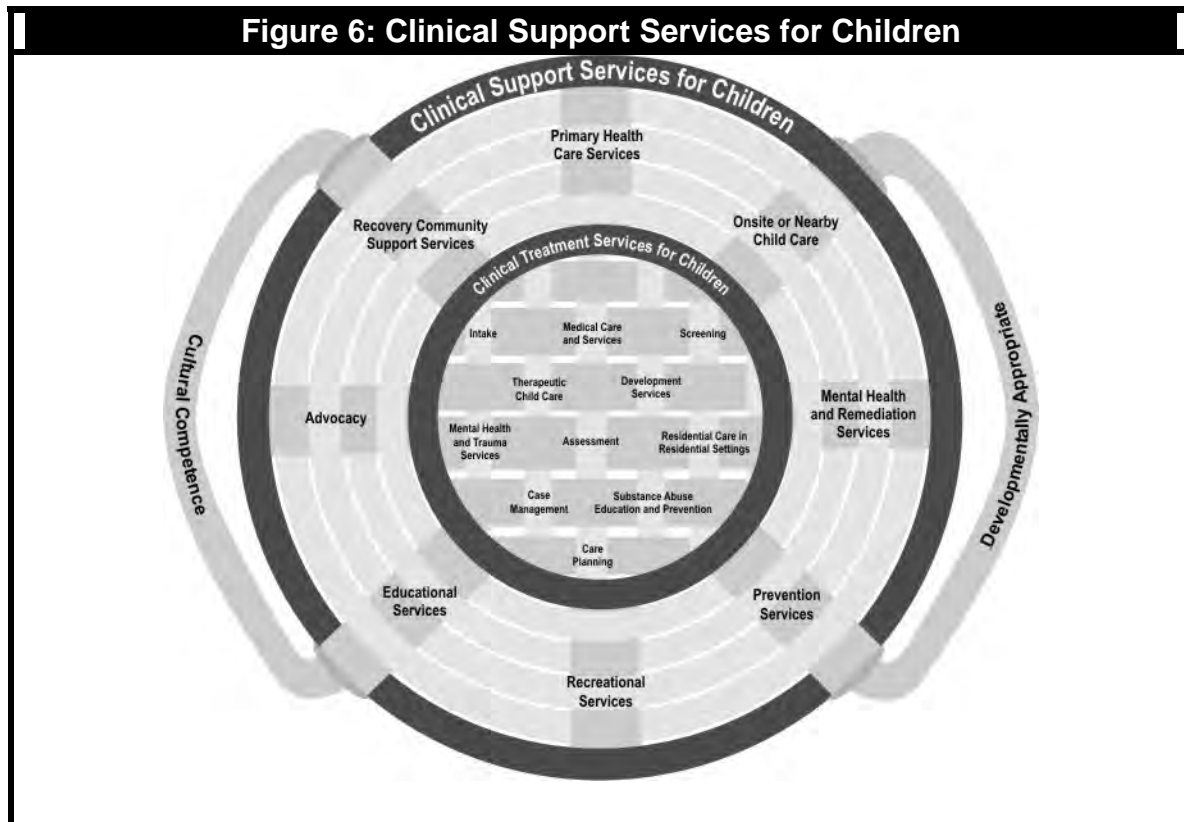 Figure 6: Clinical Support Services for Children
Clinical Support Services for Children
Primary Health
Care Services
Recovery Community
Support Services
Onsite or Nearby
Child Care
Clinical Treatment Services for Children
Intake
Medical Care
and Services
Screening
Therapeutic
Child Care
Development
Services
Cultural Competence
Advocacy
Mental Health
and Trauma
Services
Assessment
Residential Care in
Residential Settings
Mental Health
and Remediation
Services
Developmentally Appropriate
Case
Management
Substance Abuse
Education and Prevention
Care
Planning
Educational
Services
Prevention
Services
Recreational
Services